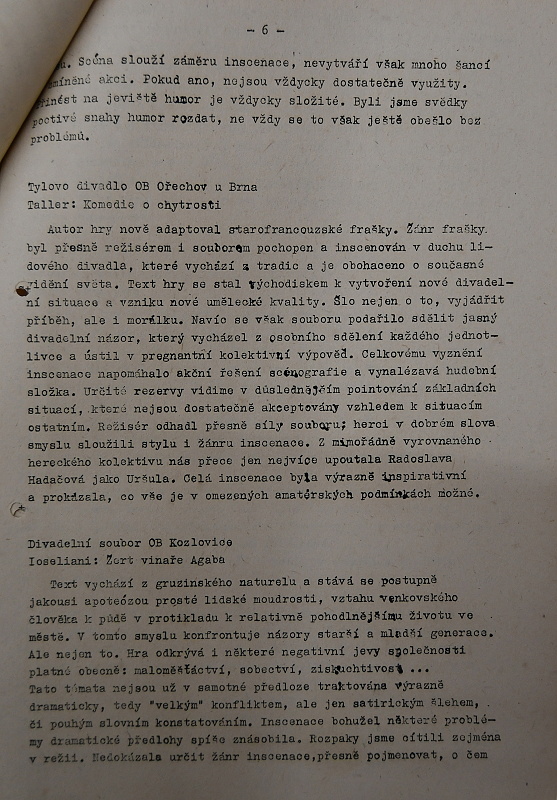 - 6 -
Scéna slouží záměru inscenace, nevytváří však mnoho šancí
akci. Pokud ano, nejsou vždycky dostatečně využity.
na jeviště humor je vždycky složité. Byli jsme svědky
poctivé snahy humor rozdat, ne vždy se to však ještě obešlo bez
problémů.
Tylovo divadlo OB Ořechov u Brna
Taller: Komedie o chytrosti
Autor hry nově adaptoval starofrancouzské frašky. Žánr frašky
byl přesně režisérem i souborem pochopen a inscenován v duchu li-
dového divadla, které vychází z tradic a je obohaceno o současné
vidění světa. Text hry se stal východiskem k vytvoření nové divadel-
ní situace a vzniku nové umělecké kvality. Šlo nejen o to, vyjádřit
příběh, ale i morálku. Navíc se však souboru podařilo sdělit jasný
divadelní názor, který vycházel z osobního sdělení každého jednot-
livce a ústil v pregnantní kolektivní výpověď. Celkovému vyznění
inscenace napomáhalo akční řešení scénografie a vynalézavá hudební
složka. Určité rezervy vidíme v důslednějším pointování základních
situací, které nejsou dostatečně akceptovány vzhledem k situacím
ostatním. Režisér odhadl přesně síly souboru; herci v dobrém slova
smyslu sloužili stylu i žánru inscenace. Z mimořádně vyrovnaného
hereckého kolektivu nás přece jen nejvíce upoutala Radoslava
Hadačová jako Uršula. Celá inscenace byla výrazně inspirativní
a prokázala, co vše je v omezených amatérských podmínkách možné.
Divadelní soubor OB Kozlovice
Ioseliani: Žert vinaře Agaba
Text vychází z gruzinského naturelu a stává se postupně
jakousi apoteózou prosté lidské moudrosti, vztahu venkovského
člověka k půdě v protikladu k relativně pohodlnějšímu životu ve
městě. V tomto smyslu konfrontuje názory starší a mladší generace.
Ale nejen to. Hra odkrývá i některé negativní jevy společnosti
platné obecně: maloměšťáctví, sobectví, ziskuchtivost ...
Tato témata nejsou už v samotné předloze traktována výrazně
dramaticky, tedy "velkým" konfliktem, ale jen satirickým šlehem,
či pouhým slovním konstatováním. Inscenace bohužel některé problé-
my dramatické předlohy spíše znásobila. Rozpaky jsme cítili zejména
v režii. Nedokázala určit žánr inscenace,přesně pojmenovat, o čem